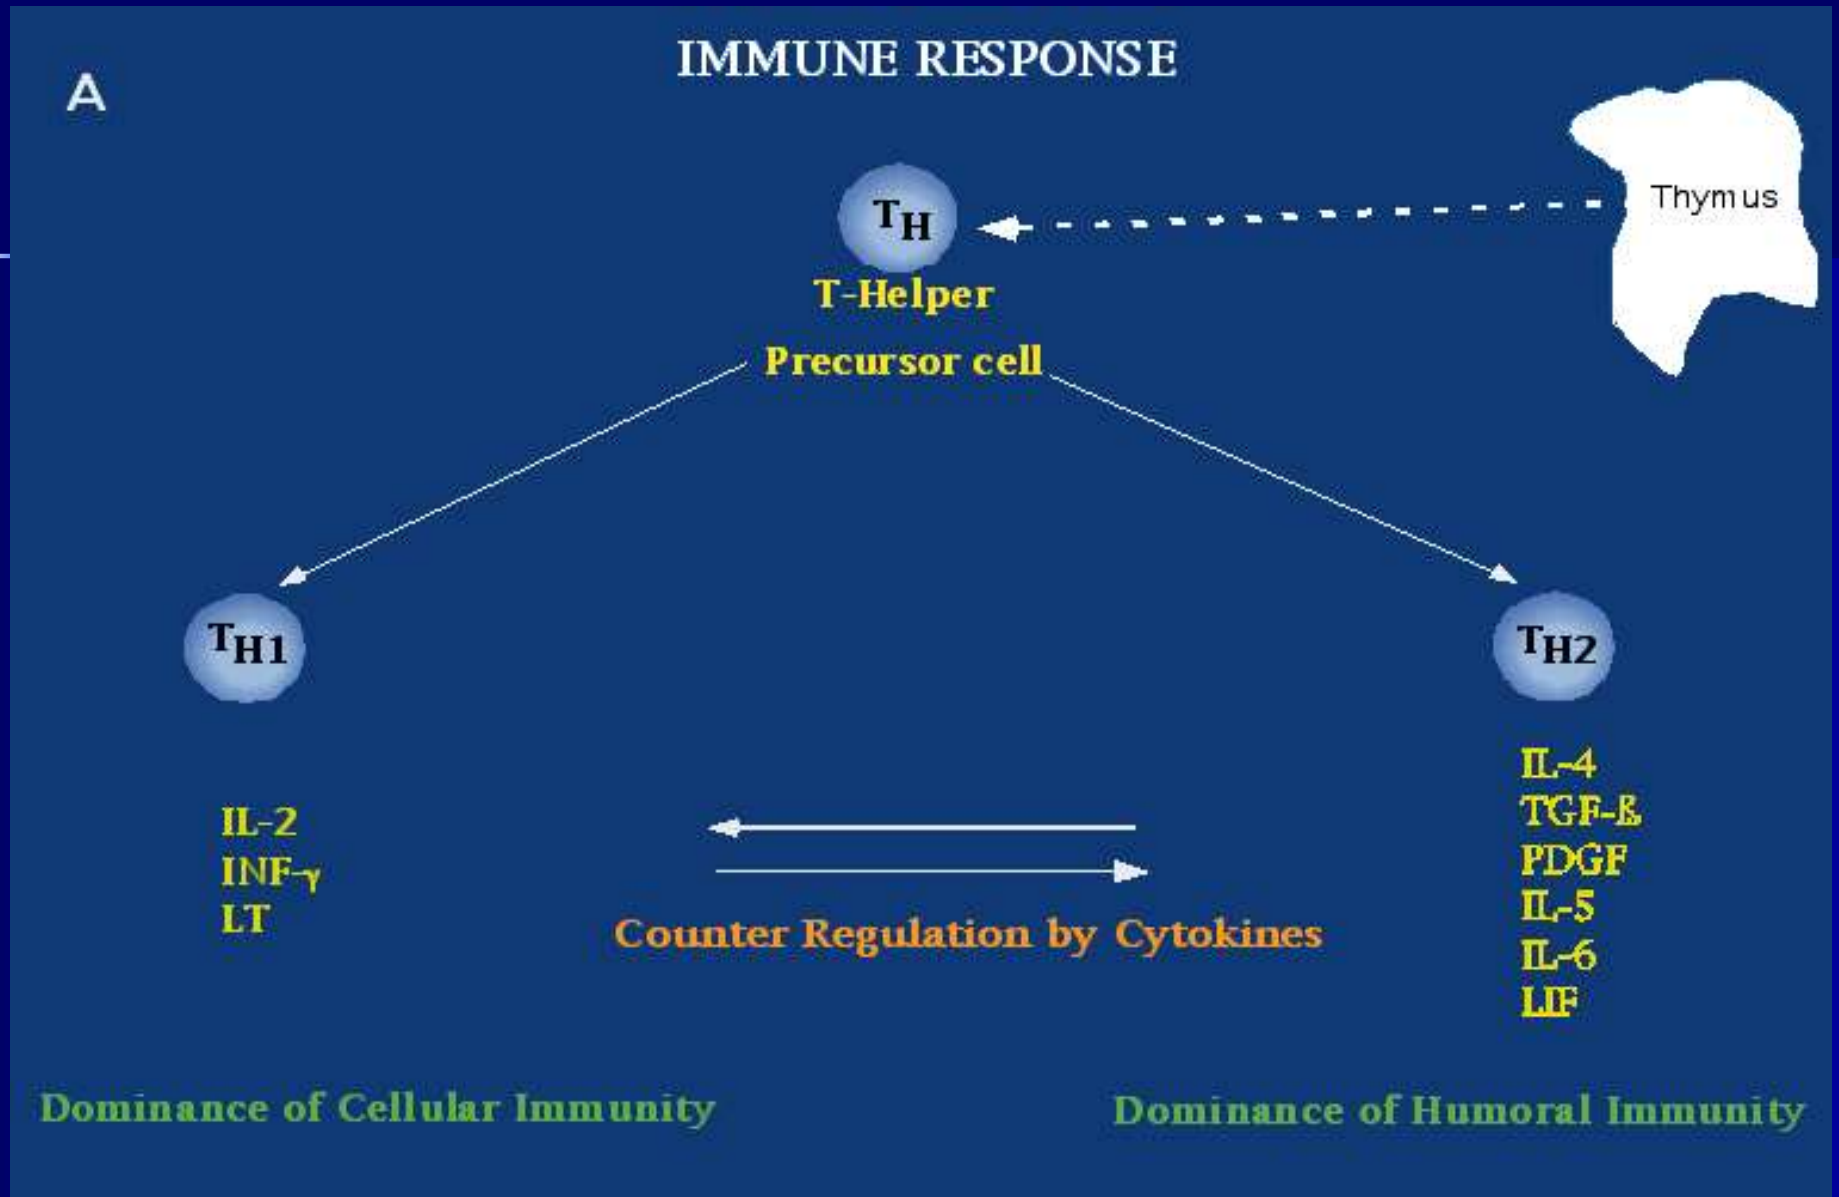 IMMUNE RESPONSE
A
Thymus
TH
T-Helper
Precursor cell
TH1
TH2
IL-2
INF-γ
LT
IL-4
TGF-ß
PDGF
IL-5
IL-6
LIF
Counter Regulation by Cytokines
Dominance of Cellular Immunity
Dominance of Humoral Immunity